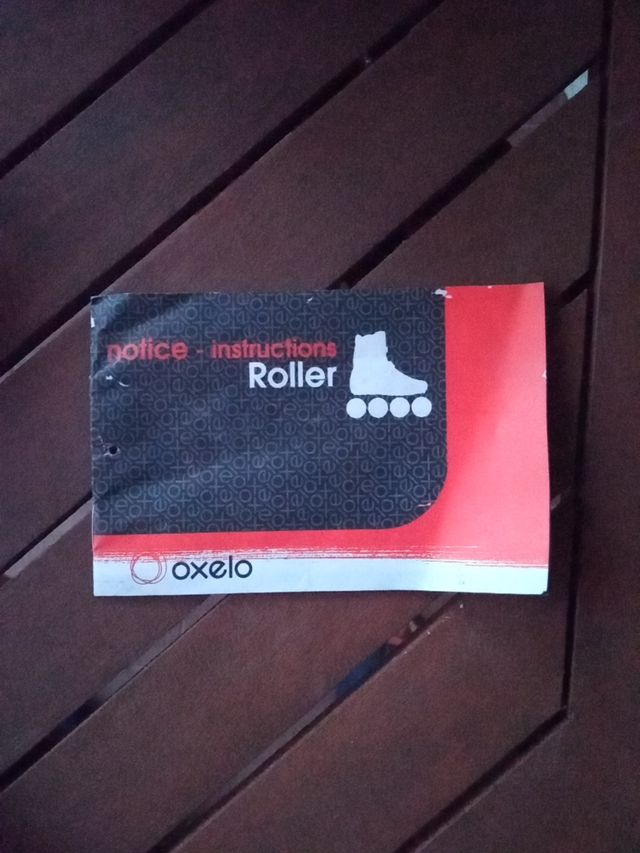 notice - instructions
Roller
oxelo